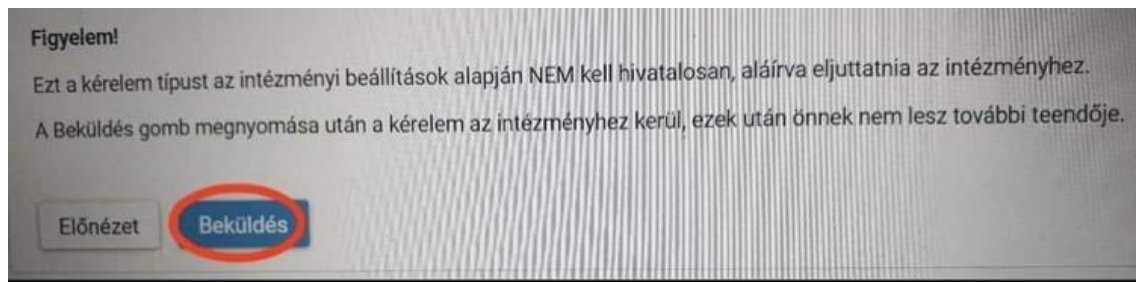 Figyelem!
Ezt a kérelem típust az intézményi beállítások alapján NEM kell hivatalosan, aláírva eljuttatnia az intézményhez.
A Beküldés gomb megnyomása után a kérelem az intézményhez kerül, ezek után önnek nem lesz további teendője.
Előnézet
Beküldés